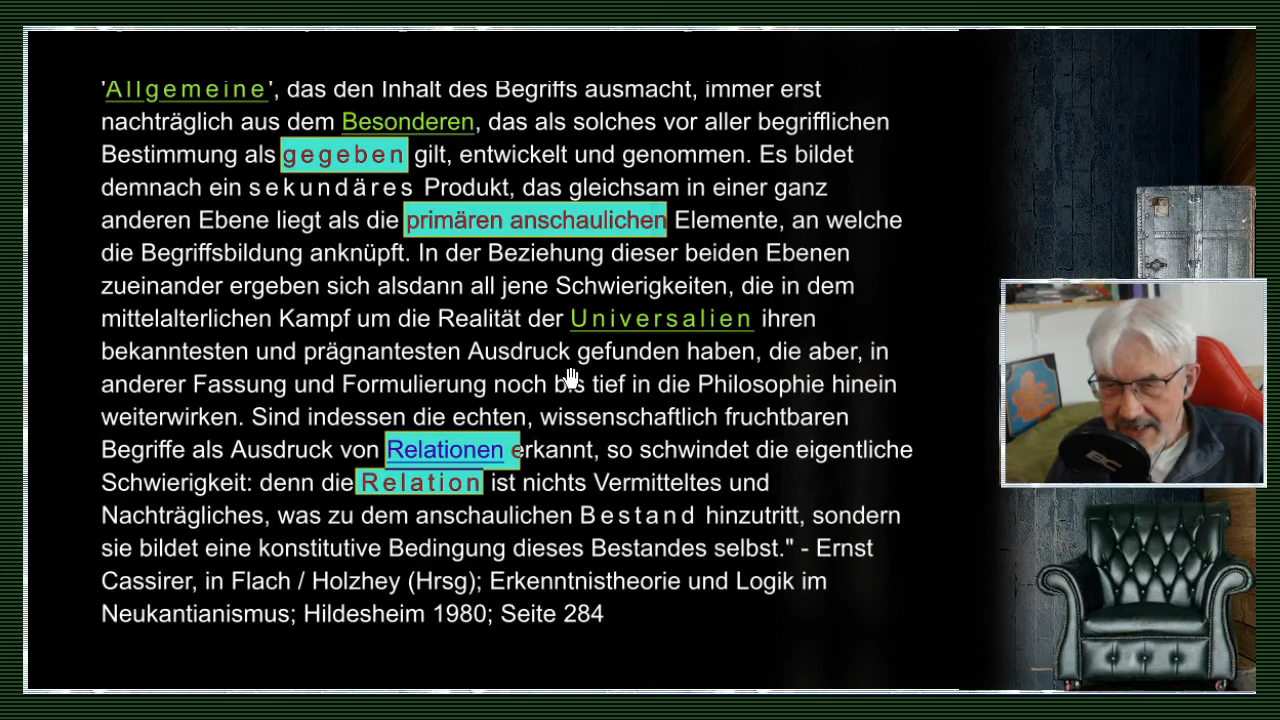 'Allgemeine', das den Inhalt des Begriffs ausmacht, immer erst
nachträglich aus dem Besonderen, das als solches vor aller begrifflichen
Bestimmung als gegeben gilt, entwickelt und genommen. Es bildet
demnach ein sekundäres Produkt, das gleichsam in einer ganz
anderen Ebene liegt als die primären anschaulichen Elemente, an welche
die Begriffsbildung anknüpft. In der Beziehung dieser beiden Ebenen
zueinander ergeben sich alsdann all jene Schwierigkeiten, die in dem
mittelalterlichen Kampf um die Realität der Universalien ihren
bekanntesten und prägnantesten Ausdruck gefunden haben, die aber, in
anderer Fassung und Formulierung noch bis tief in die Philosophie hinein
weiterwirken. Sind indessen die echten, wissenschaftlich fruchtbaren
Begriffe als Ausdruck von Relationen erkannt, so schwindet die eigentliche
Schwierigkeit: denn die Relation ist nichts Vermitteltes und
Nachträgliches, was zu dem anschaulichen Bestand hinzutritt, sondern
sie bildet eine konstitutive Bedingung dieses Bestandes selbst." - Ernst
Cassirer, in Flach / Holzhey (Hrsg); Erkenntnistheorie und Logik im
Neukantianismus; Hildesheim 1980; Seite 284